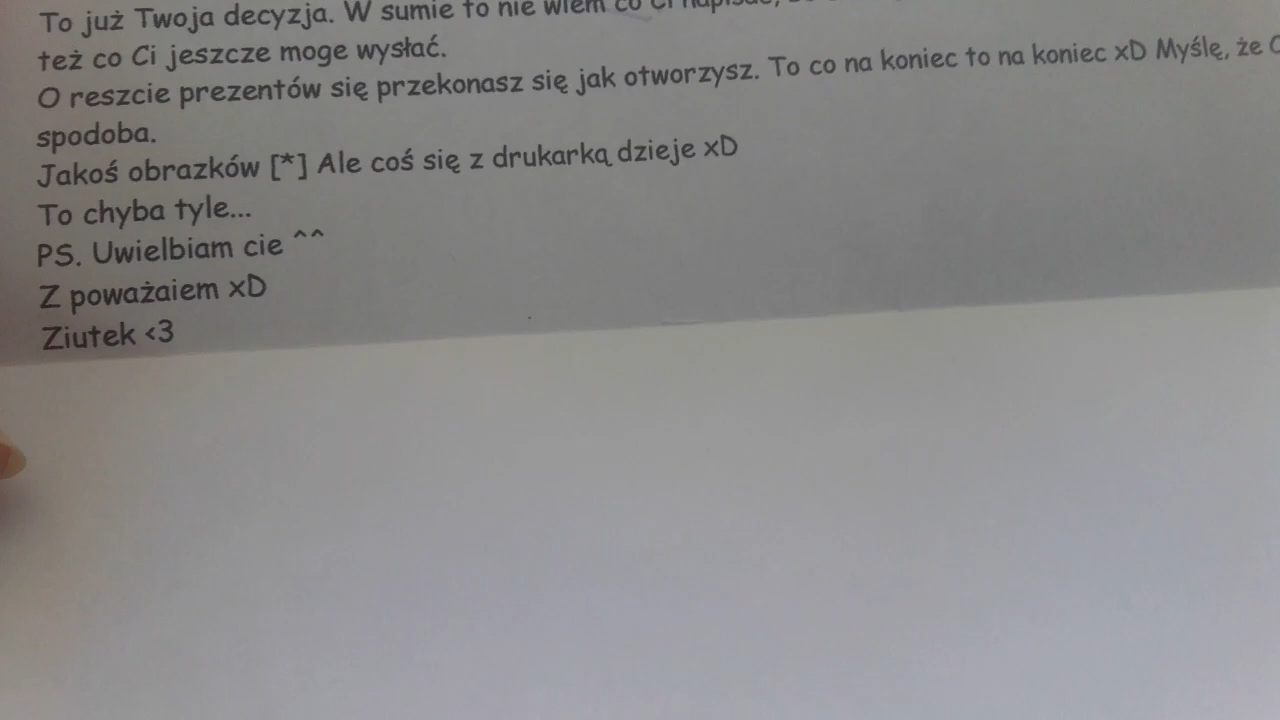 To już Twoja decyzja. W sumie to nie wiem co Ci napisać,
też co Ci jeszcze moge wysłać.
O reszcie prezentów się przekonasz się jak otworzysz. To co na koniec to na koniec xD Myślę, że
spodoba.
Jakoś obrazków [*] Ale coś się z drukarką dzieje xD
To chyba tyle...
PS. Uwielbiam cie ^^
Z poważaiem xD
Ziutek <3